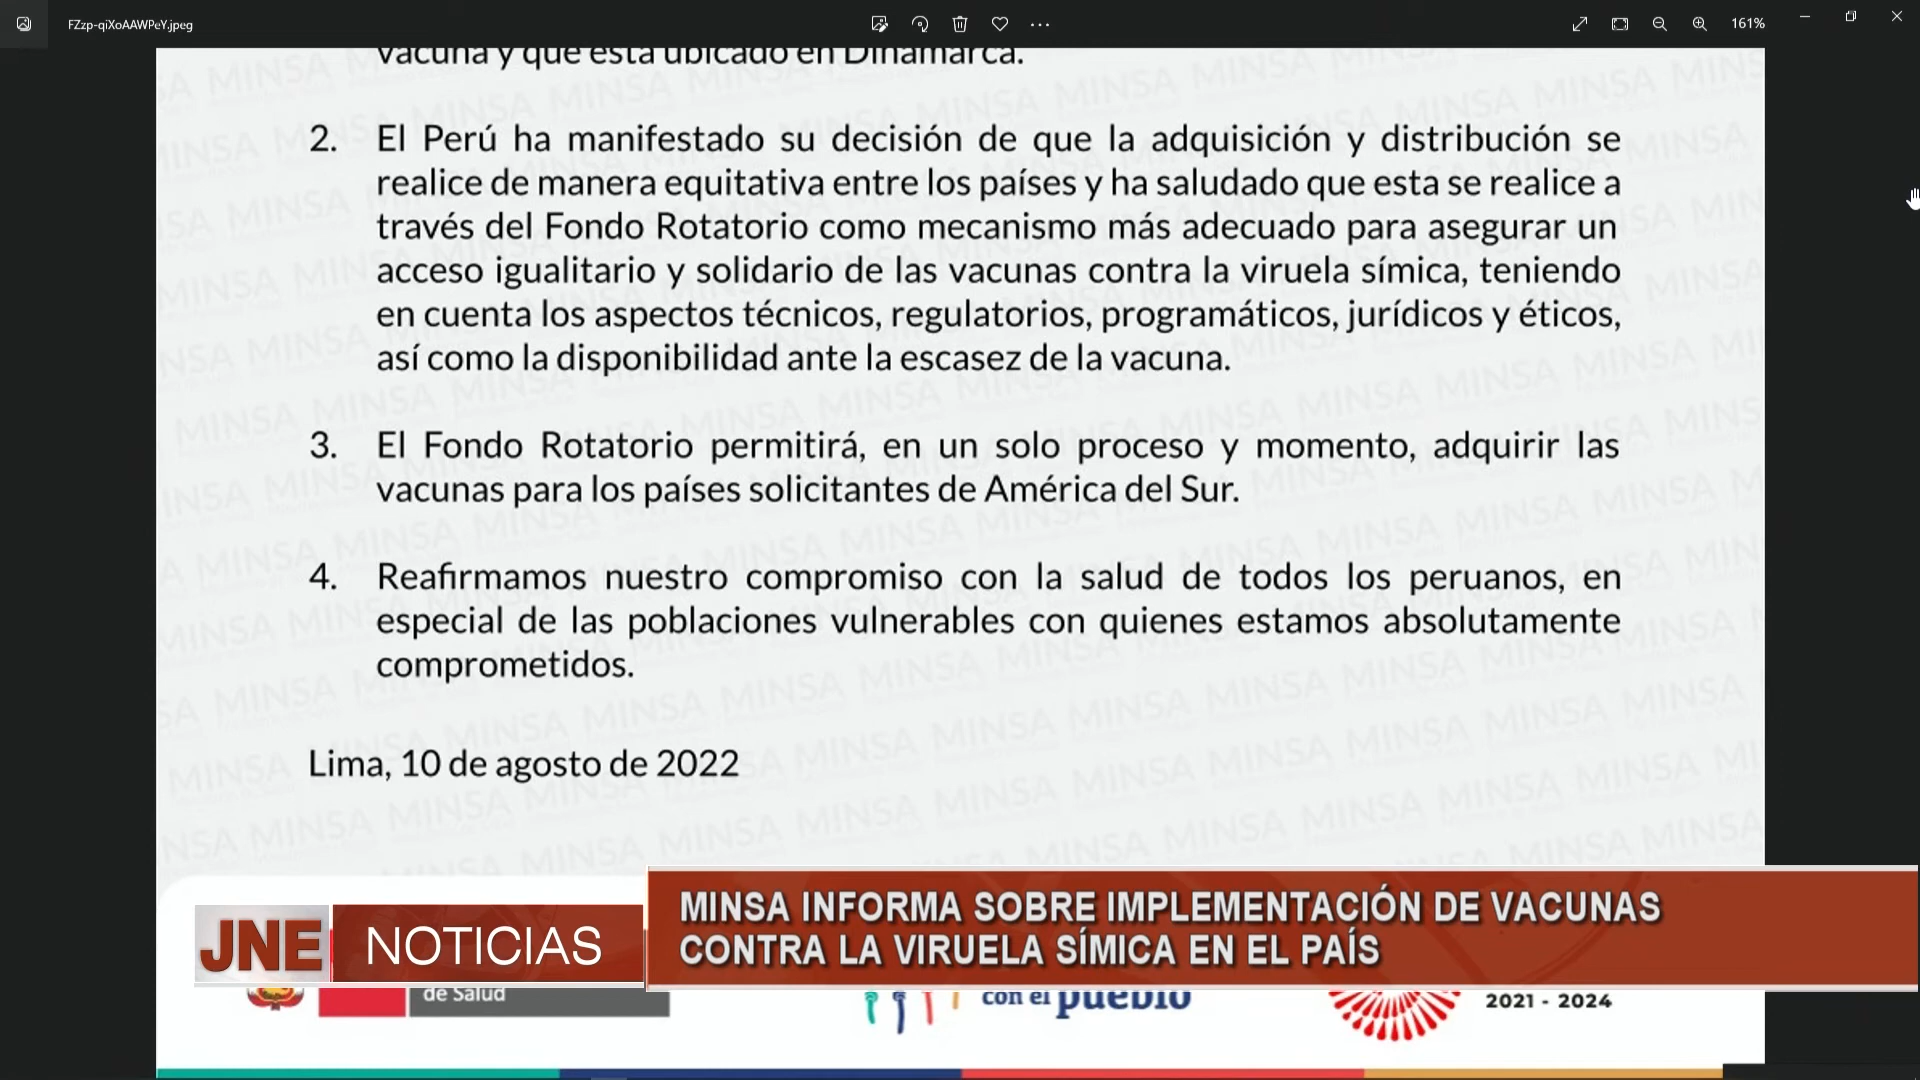 FZzp-qiXoAAWPeY.jpeg
161%
vacuna y que está ubicado en Dinamarca.
2. El Perú ha manifestado su decisión de que la adquisición y distribución se
realice de manera equitativa entre los países y ha saludado que esta se realice a
través del Fondo Rotatorio como mecanismo más adecuado para asegurar un
acceso igualitario y solidario de las vacunas contra la viruela símica, teniendo
en cuenta los aspectos técnicos, regulatorios, programáticos, jurídicos y éticos,
así como la disponibilidad ante la escasez de la vacuna.
3. El Fondo Rotatorio permitirá, en un solo proceso y momento, adquirir las
vacunas para los países solicitantes de América del Sur.
4. Reafirmamos nuestro compromiso con la salud de todos los peruanos, en
especial de las poblaciones vulnerables con quienes estamos absolutamente
comprometidos.
Lima, 10 de agosto de 2022
JNE NOTICIAS
MINSA INFORMA SOBRE IMPLEMENTACIÓN DE VACUNAS
CONTRA LA VIRUELA SÍMICA EN EL PAÍS
de Salud
con el pueblo
2021 - 2024